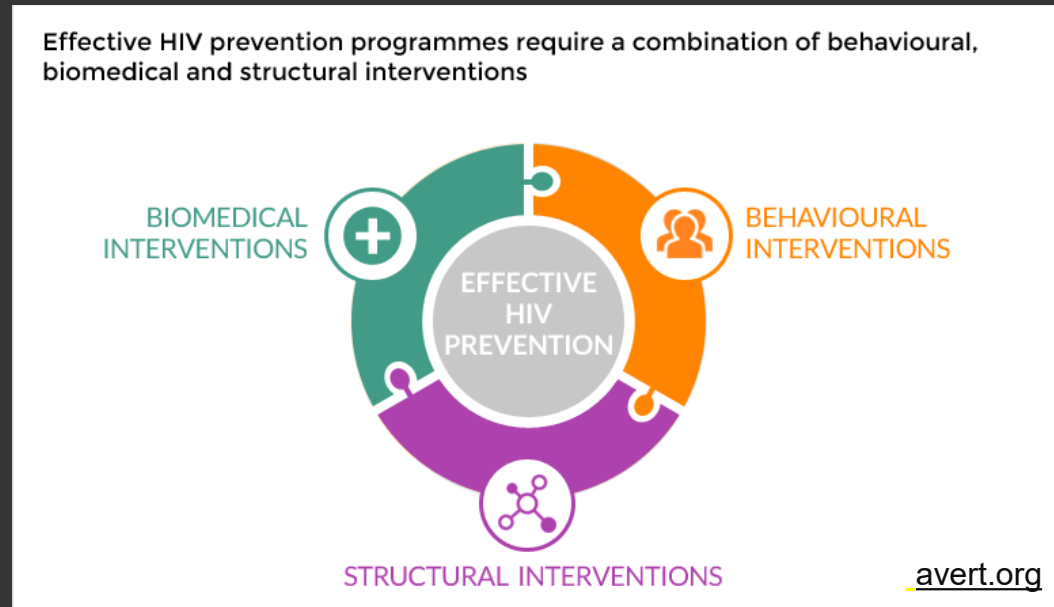 Effective HIV prevention programmes require a combination of behavioural,
biomedical and structural interventions
BIOMEDICAL
INTERVENTIONS
BEHAVIOURAL
INTERVENTIONS
EFFECTIVE
HIV
PREVENTION
STRUCTURAL INTERVENTIONS
avert.org